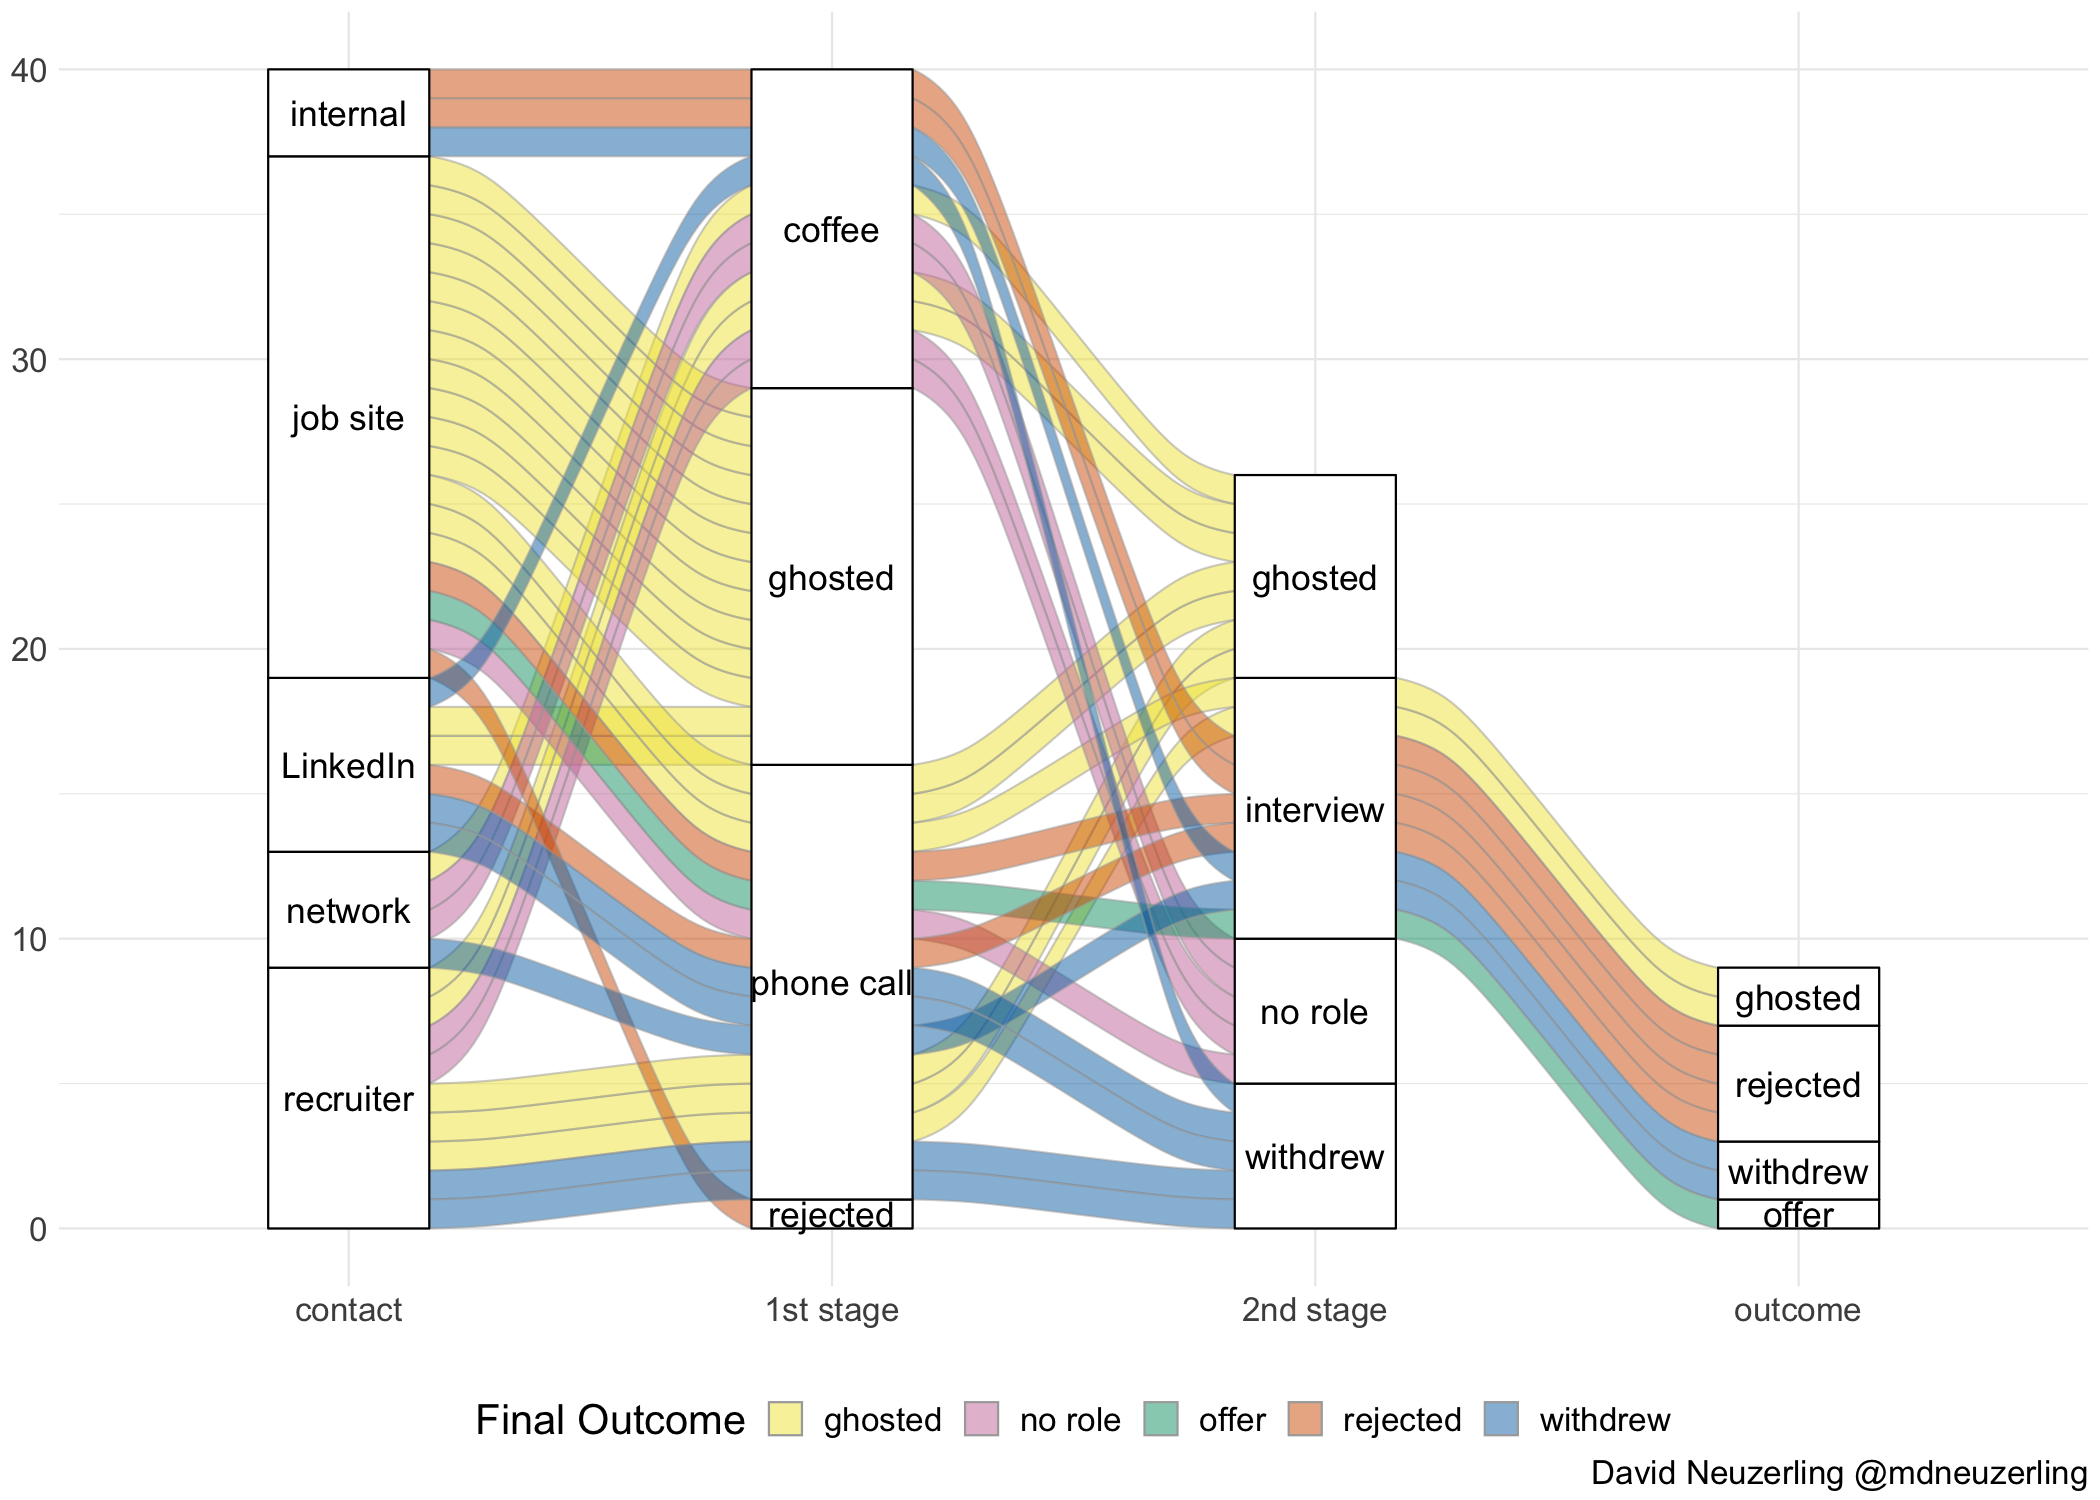 40
30
20
10
0
internal
job site
LinkedIn
network
recruiter
coffee
ghosted
phone call
rejected
ghosted
interview
no role
withdrew
ghosted
rejected
withdrew
offer
contact 1st stage 2nd stage outcome
Final Outcome ghosted no role offer rejected withdrew
David Neuzerling @mdneuzerling